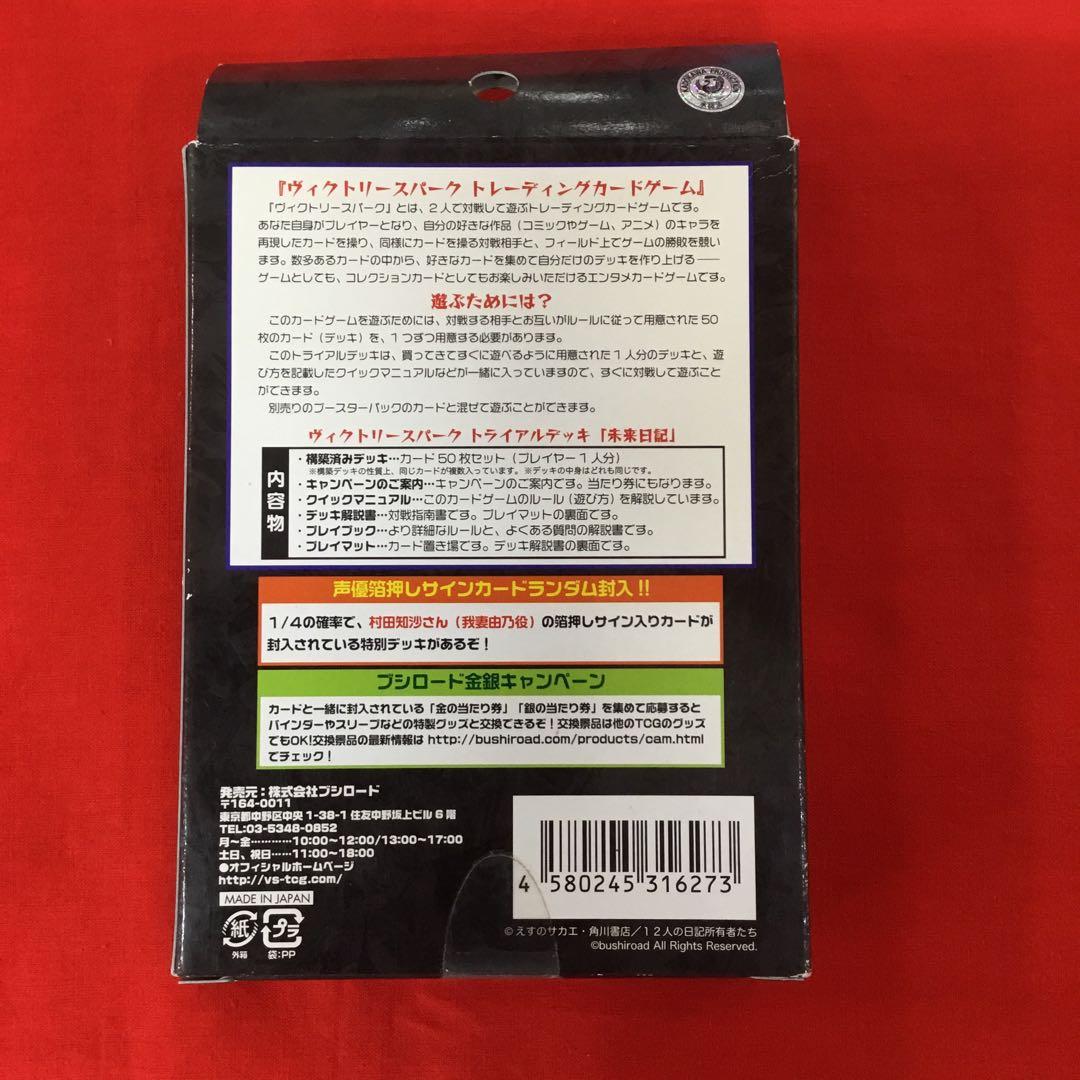 KADOKAWA PRODUCTION
『ヴィクトリースパーク トレーディングカードゲーム』
「ヴィクトリースパーク」とは、2人で対戦して遊ぶトレーディングカードゲームです。
あなた自身がプレイヤーとなり、自分の好きな作品（コミックやゲーム、アニメ）のキャラを
再現したカードを操り、同様にカードを操る対戦相手と、フィールド上でゲームの勝敗を競い
ます。数多あるカードの中から、好きなカードを集めて自分だけのデッキを作り上げる――
ゲームとしても、コレクションカードとしてもお楽しみいただけるエンタメカードゲームです。
遊ぶためには？
このカードゲームを遊ぶためには、対戦する相手とお互いがルールに従って用意された50
枚のカード（デッキ）を、1つずつ用意する必要があります。
このトライアルデッキは、買ってきてすぐに遊べるように用意された1人分のデッキと、遊
び方を記載したクイックマニュアルなどが一緒に入っていますので、すぐに対戦して遊ぶこと
ができます。
別売りのブースターパックのカードと混ぜて遊ぶことができます。
ヴィクトリースパーク トライアルデッキ「未来日記」
内容物
・構築済みデッキ…カード50枚セット（プレイヤー1人分）
※構築デッキの性質上、同じカードが複数入っています。※デッキの中身はどれも同じです。
・キャンペーンのご案内…キャンペーンのご案内です。当たり券にもなります。
・クイックマニュアル…このカードゲームのルール（遊び方）を解説しています。
・デッキ解説書…対戦指南書です。プレイマットの裏面です。
・プレイブック…より詳細なルールと、よくある質問の解説書です。
・プレイマット…カード置き場です。デッキ解説書の裏面です。
声優箔押しサインカードランダム封入!!
1/4の確率で、村田知沙さん（我妻由乃役）の箔押しサイン入りカードが
封入されている特別デッキがあるぞ！
ブシロード金銀キャンペーン
カードと一緒に封入されている「金の当たり券」「銀の当たり券」を集めて応募すると
バインダーやスリーブなどの特製グッズと交換できるぞ！交換景品は他のTCGのグッズ
でもOK!交換景品の最新情報は http://bushiroad.com/products/cam.html
でチェック！
発売元：株式会社ブシロード
〒164-0011
東京都中野区中央1-38-1 住友中野坂上ビル6階
TEL:03-5348-0852
月～金…………10:00～12:00/13:00～17:00
土日、祝日……11:00～18:00
●オフィシャルホームページ
http://vs-tcg.com/
MADE IN JAPAN
紙
外箱
プラ
袋:PP
4 580245 316273
©えすのサカエ・角川書店／12人の日記所有者たち
©bushiroad All Rights Reserved.